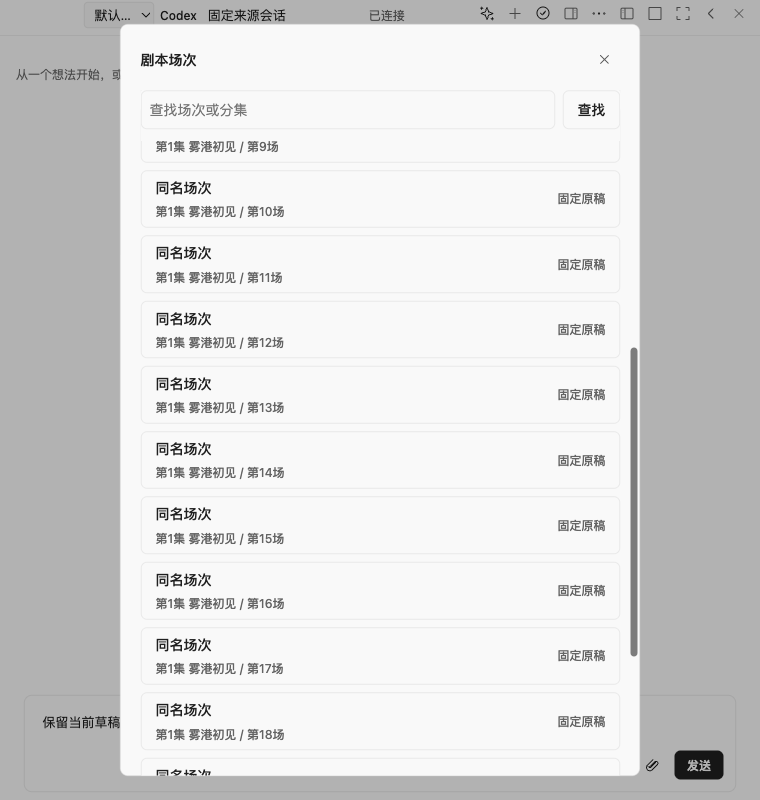 默认... Codex 固定来源会话 已连接
从一个想法开始，或
剧本场次
查找场次或分集 查找
第1集 雾港初见 / 第9场
同名场次
第1集 雾港初见 / 第10场
固定原稿
同名场次
第1集 雾港初见 / 第11场
固定原稿
同名场次
第1集 雾港初见 / 第12场
固定原稿
同名场次
第1集 雾港初见 / 第13场
固定原稿
同名场次
第1集 雾港初见 / 第14场
固定原稿
同名场次
第1集 雾港初见 / 第15场
固定原稿
同名场次
第1集 雾港初见 / 第16场
固定原稿
同名场次
第1集 雾港初见 / 第17场
固定原稿
同名场次
第1集 雾港初见 / 第18场
固定原稿
同名场次
保留当前草稿
发送